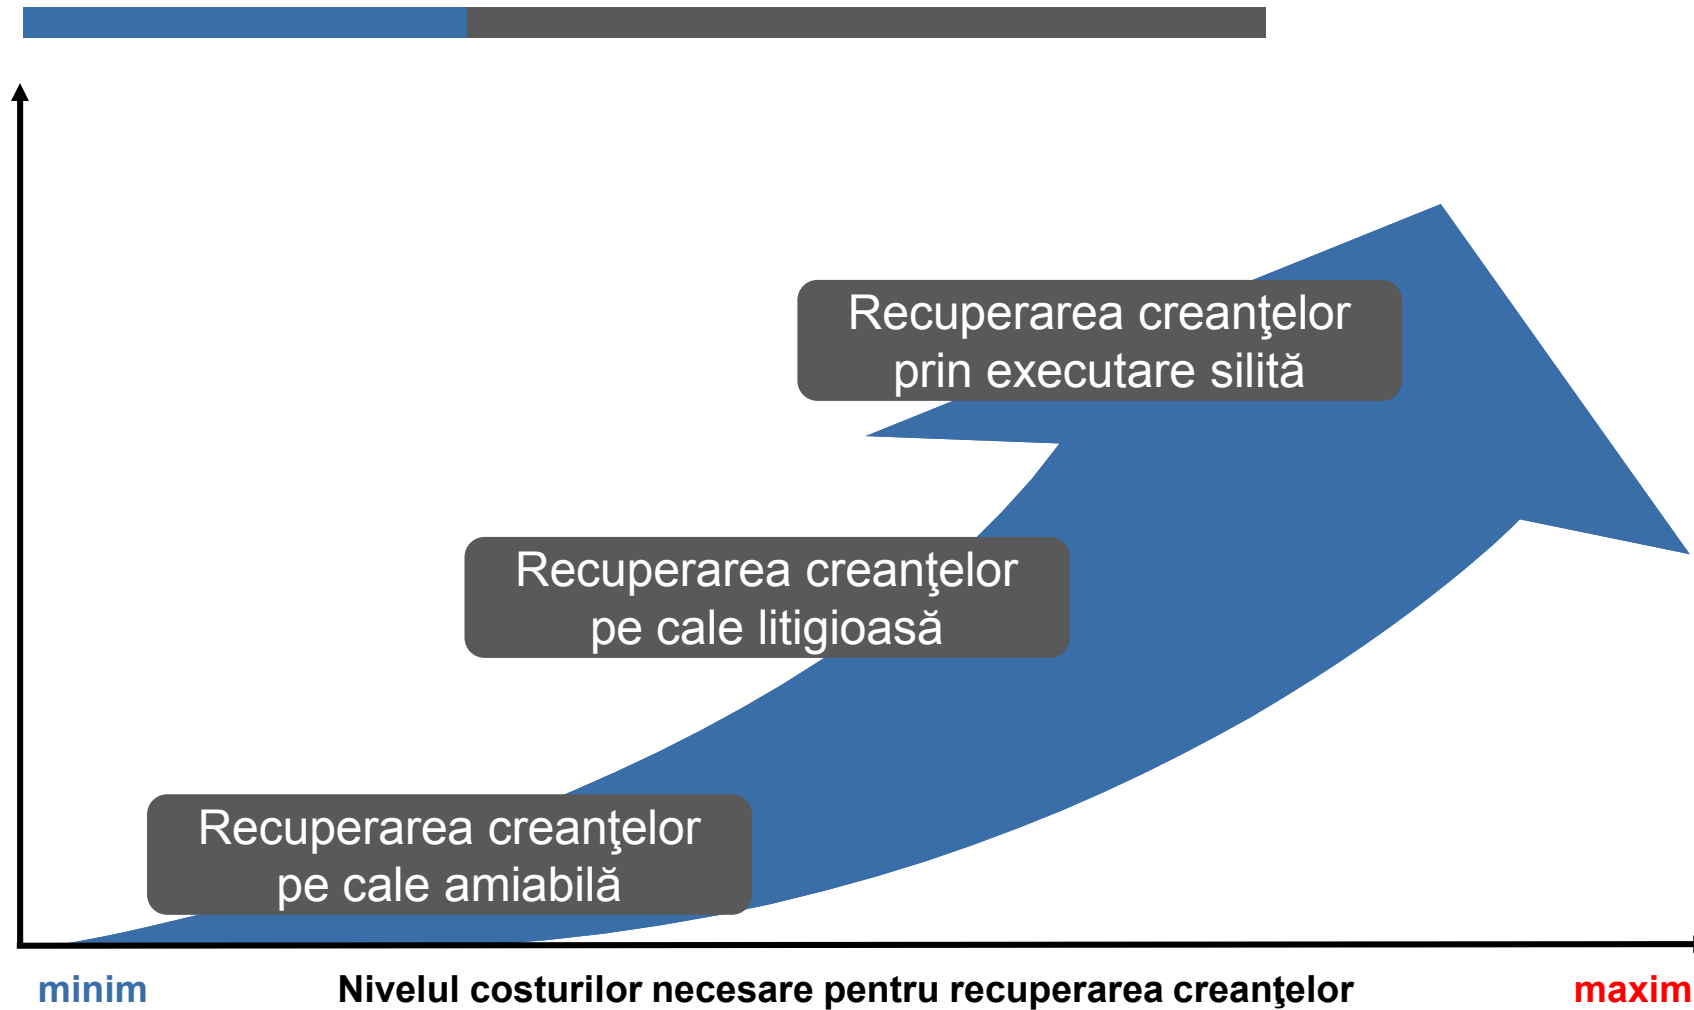 Recuperarea creanţelor
prin executare silită
Recuperarea creanţelor
pe cale litigioasă
Recuperarea creanţelor
pe cale amiabilă
minim Nivelul costurilor necesare pentru recuperarea creanţelor maxim